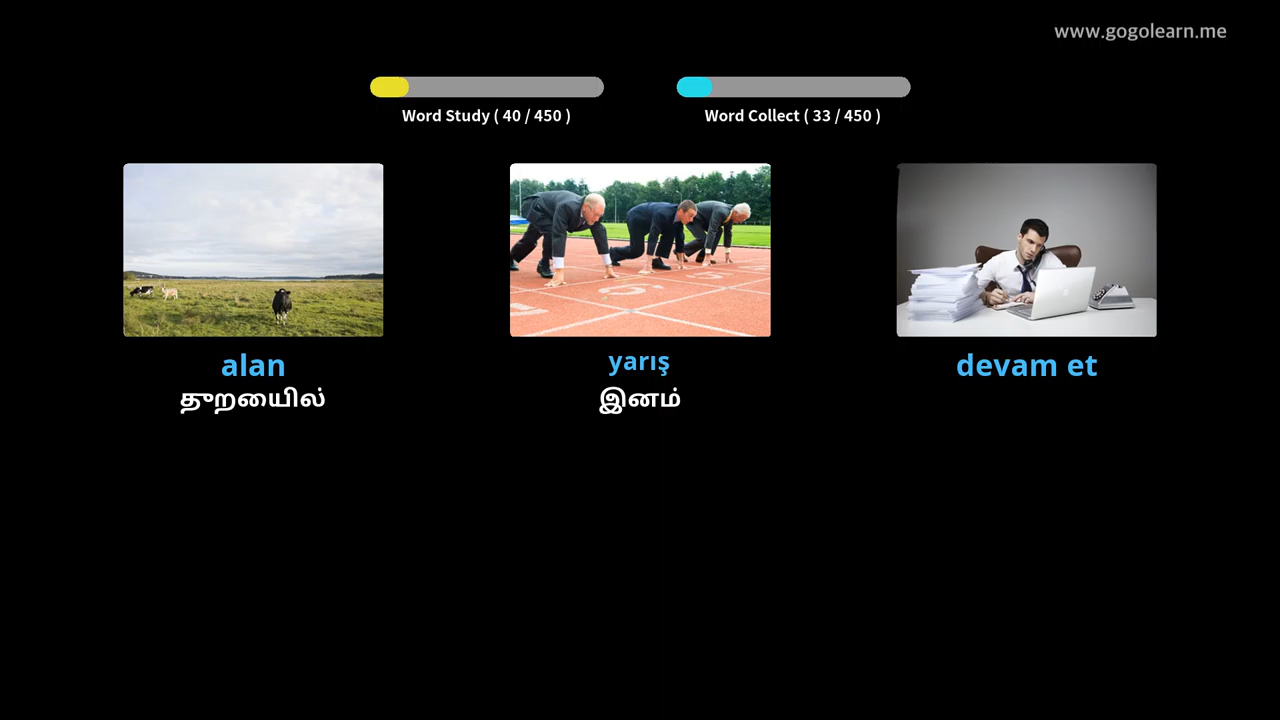 www.gogolearn.me
Word Study ( 40 / 450 )
Word Collect ( 33 / 450 )
alan
துறையில்
yarış
இனம்
devam et